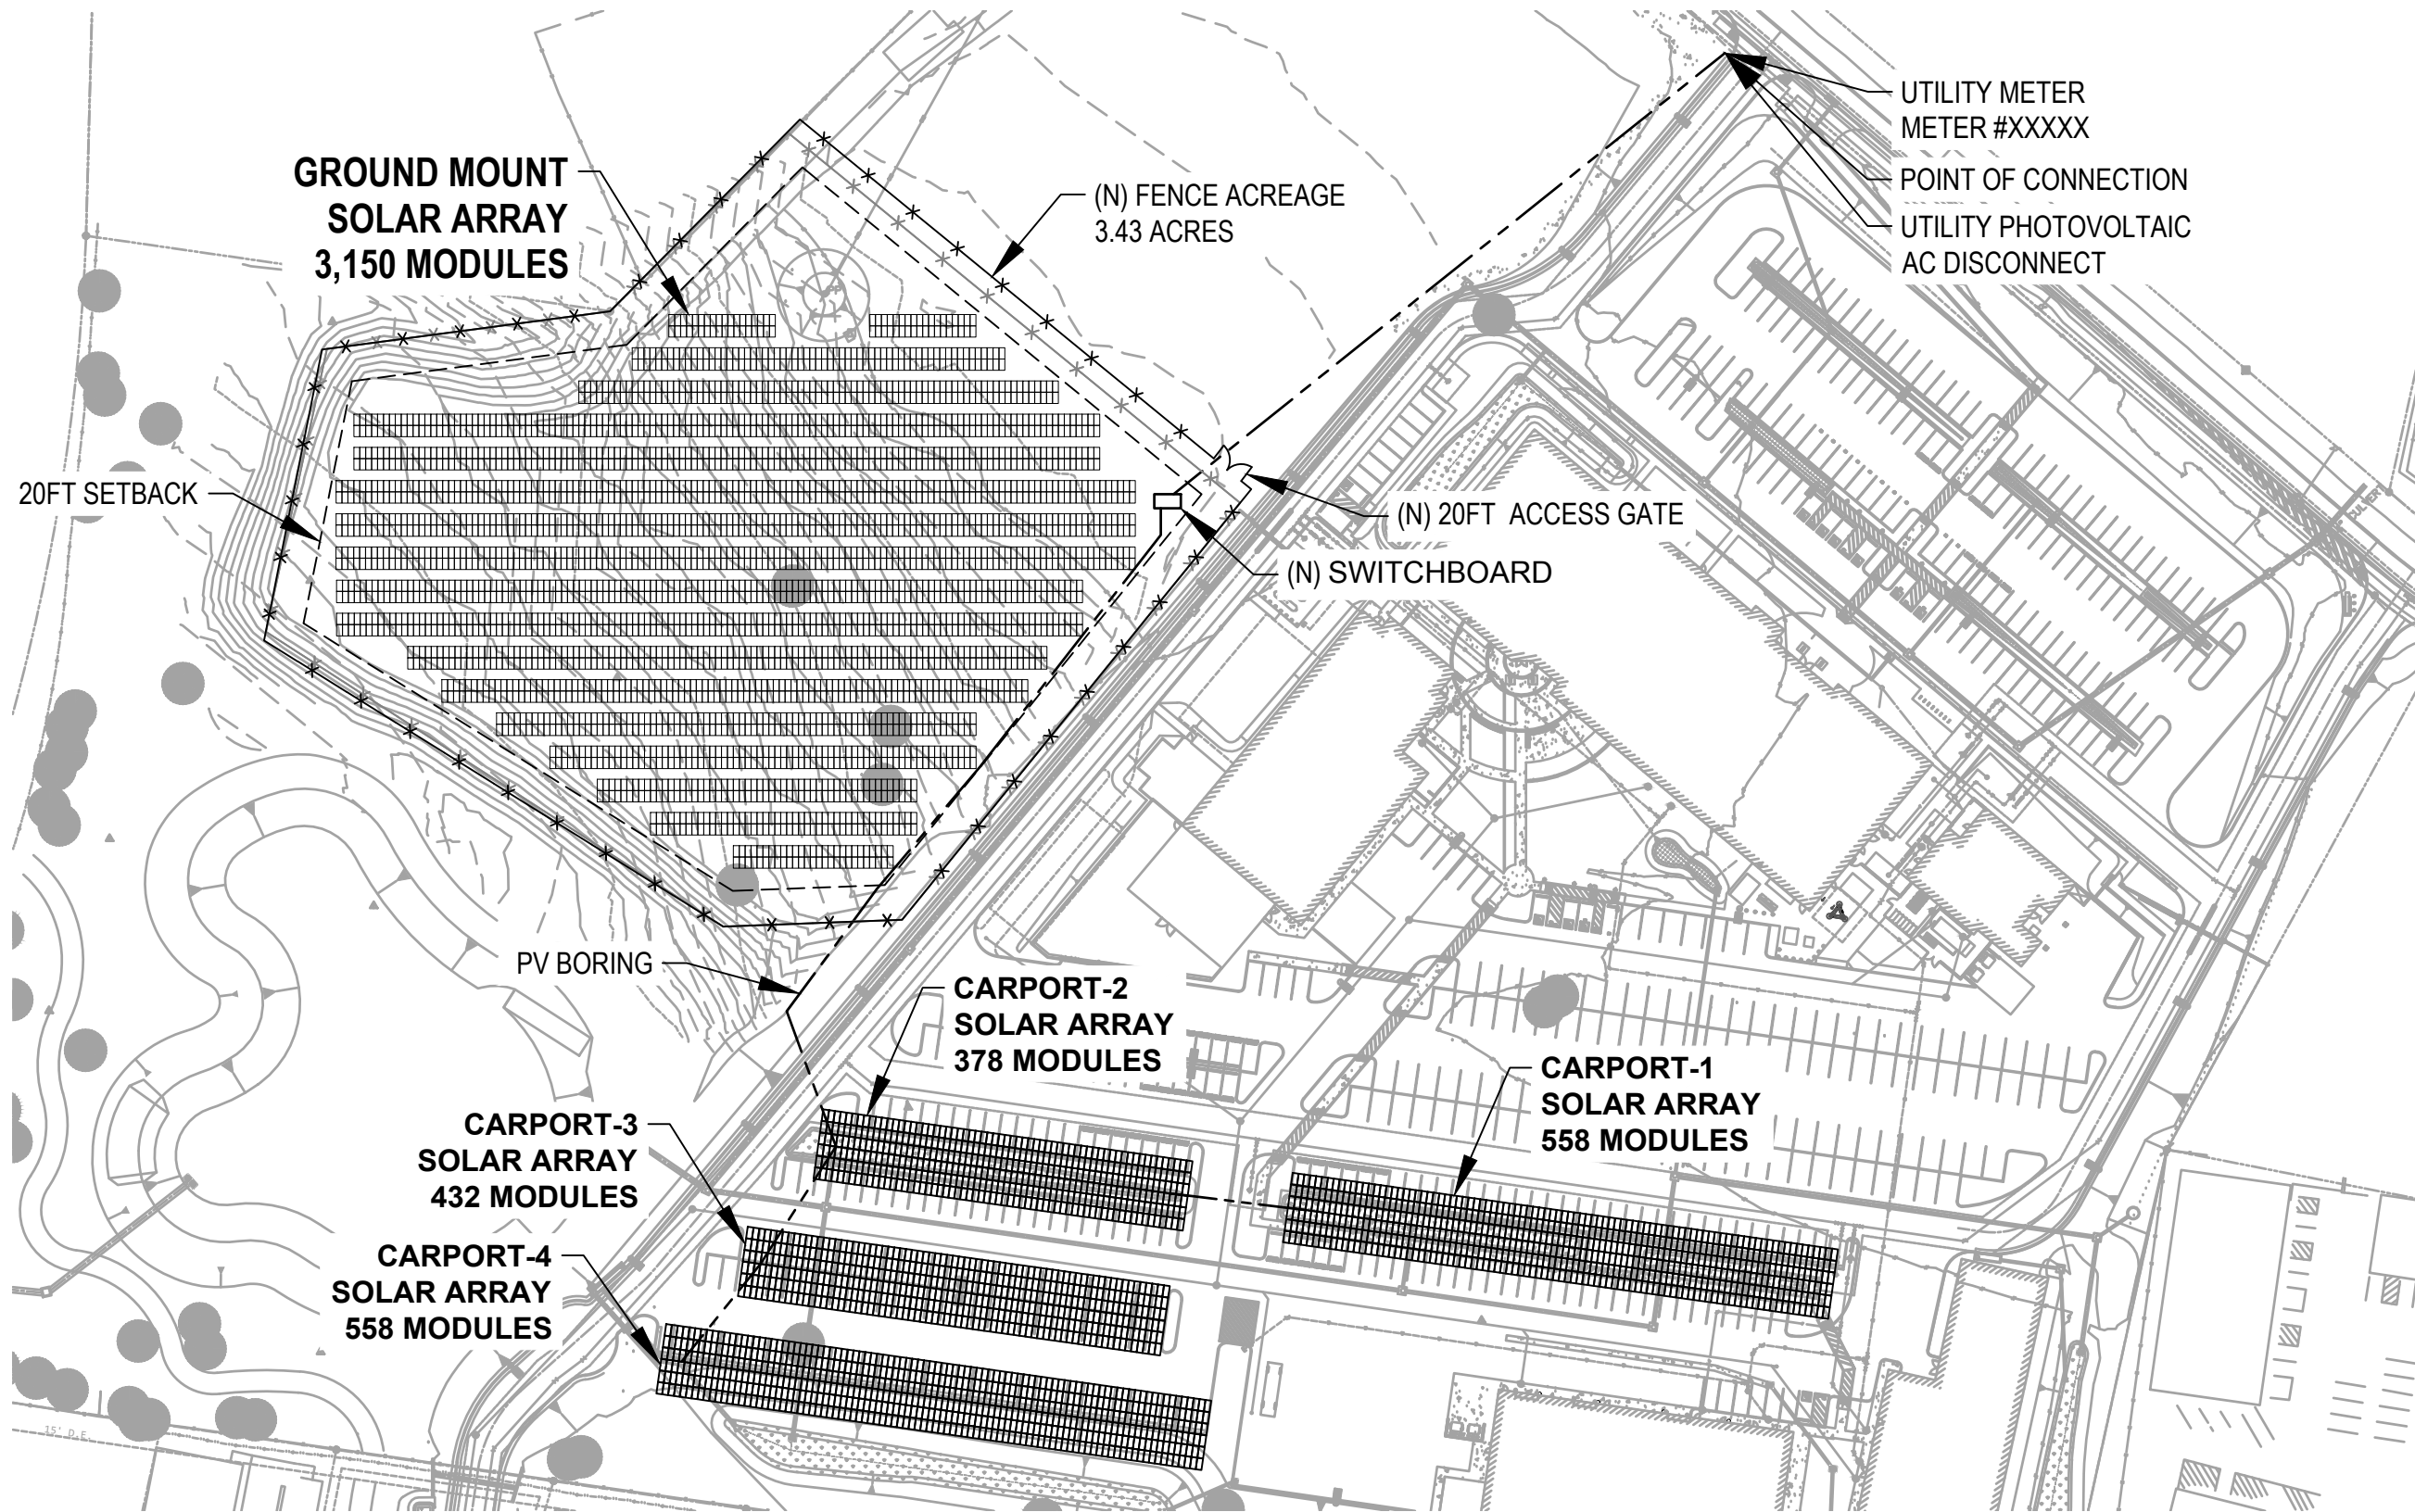 UTILITY METER
METER #XXXXX
POINT OF CONNECTION
UTILITY PHOTOVOLTAIC
AC DISCONNECT
GROUND MOUNT
SOLAR ARRAY
3,150 MODULES
(N) FENCE ACREAGE
3.43 ACRES
20FT SETBACK
(N) 20FT ACCESS GATE
(N) SWITCHBOARD
PV BORING
CARPORT-2
SOLAR ARRAY
378 MODULES
CARPORT-1
SOLAR ARRAY
558 MODULES
CARPORT-3
SOLAR ARRAY
432 MODULES
CARPORT-4
SOLAR ARRAY
558 MODULES
15' D.E.